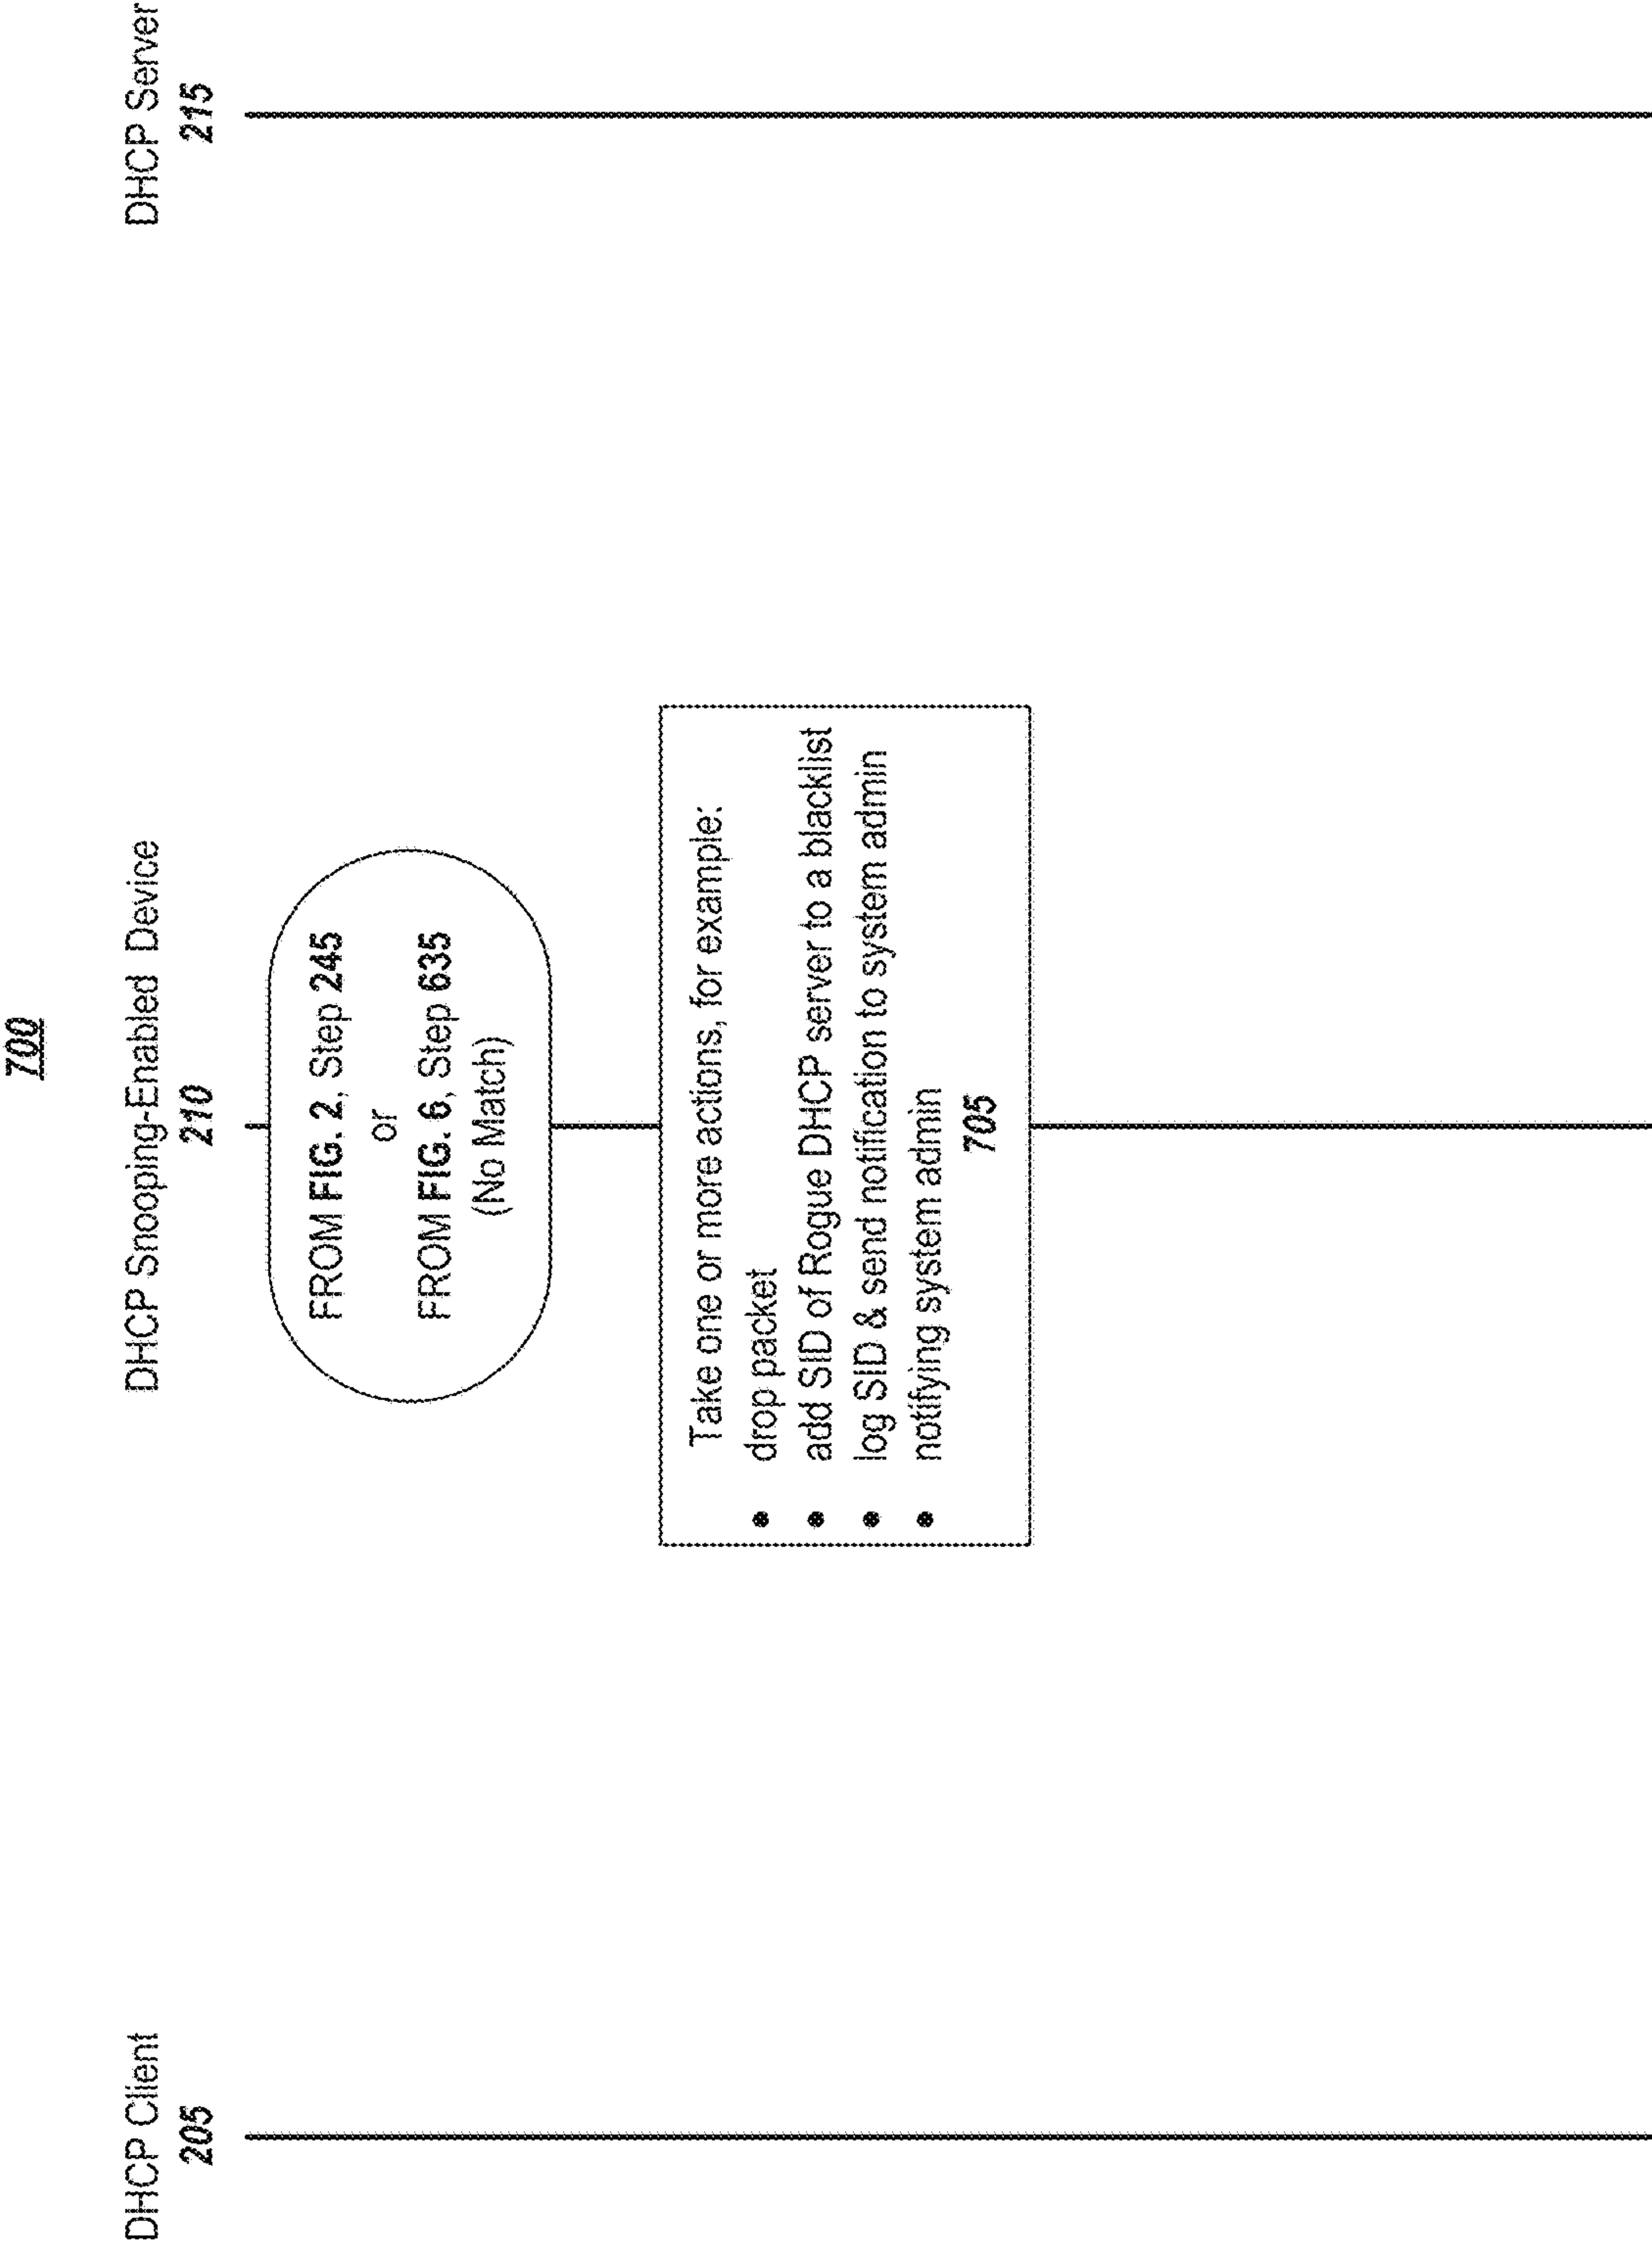 700
DHCP Client
205
DHCP Snooping-Enabled Device
210
DHCP Server
215
FROM FIG. 2, Step 245
or
FROM FIG. 6, Step 635
(No Match)
Take one or more actions, for example:
• drop packet
• add SID of Rogue DHCP server to a blacklist
• log SID & send notification to system admin
• notifying system admin
705